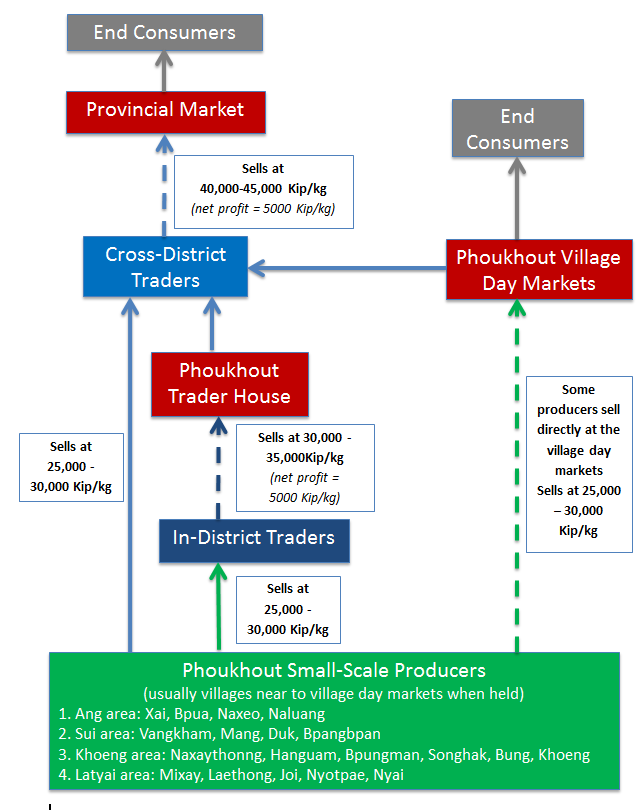 End Consumers
Provincial Market
End
Consumers
Sells at
40,000-45,000 Kip/kg
(net profit = 5000 Kip/kg)
Cross-District
Traders
Phoukhout Village
Day Markets
Phoukhout
Trader House
Some
producers sell
directly at the
village day
markets
Sells at 25,000
– 30,000
Kip/kg
Sells at
25,000 -
30,000 Kip/kg
Sells at 30,000 -
35,000Kip/kg
(net profit =
5000 Kip/kg)
In-District Traders
Sells at
25,000 -
30,000 Kip/kg
Phoukhout Small-Scale Producers
(usually villages near to village day markets when held)
1. Ang area: Xai, Bpua, Naxeo, Naluang
2. Sui area: Vangkham, Mang, Duk, Bpangbpan
3. Khoeng area: Naxaythonng, Hanguam, Bpungman, Songhak, Bung, Khoeng
4. Latyai area: Mixay, Laethong, Joi, Nyotpae, Nyai